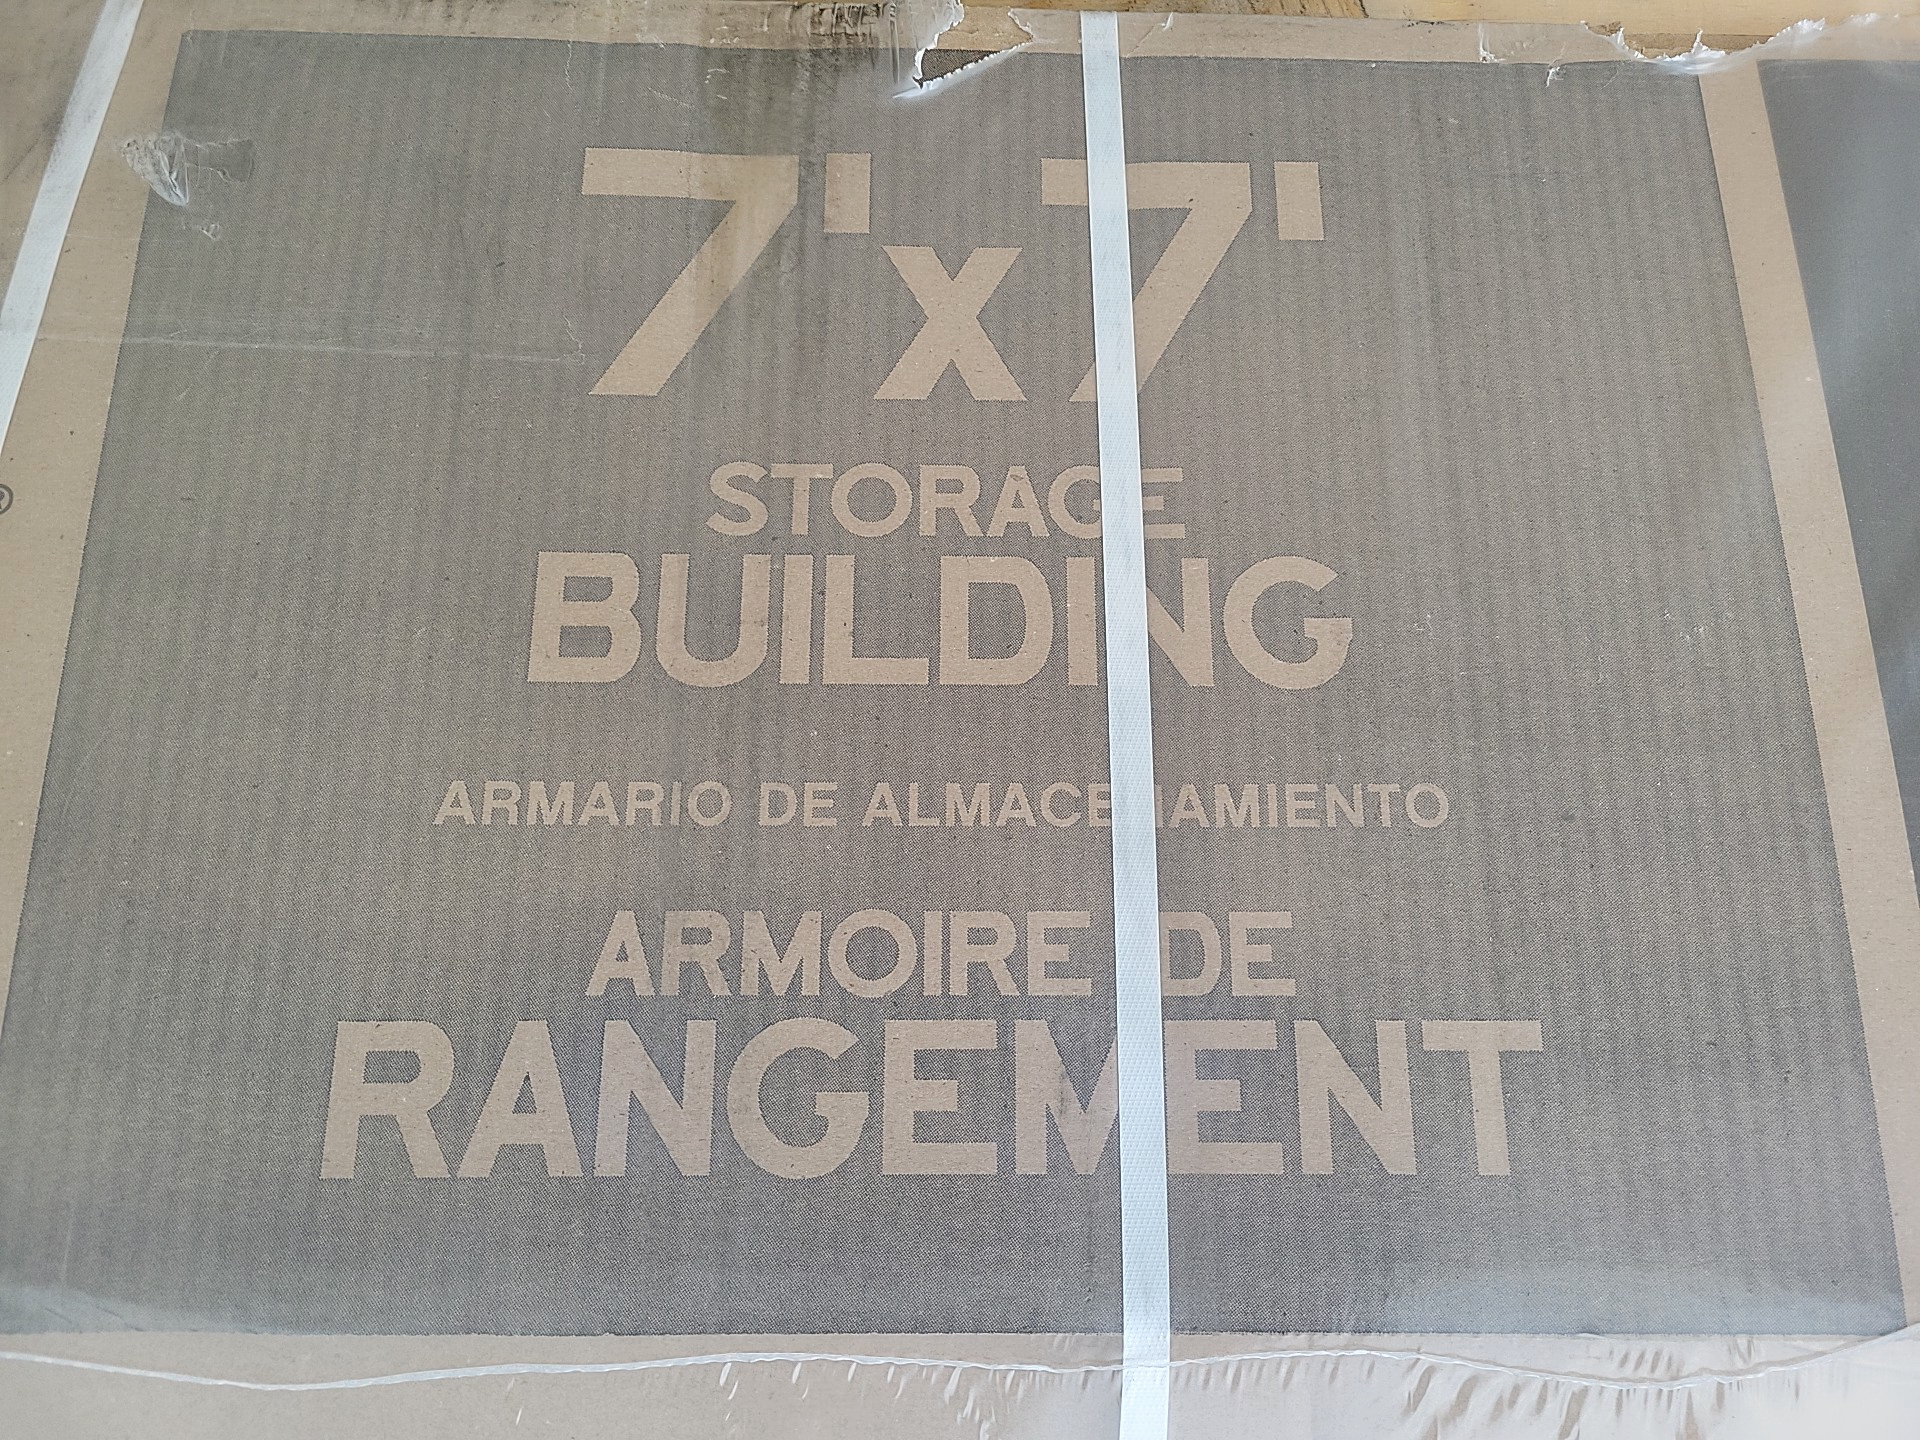 7'x7'
STORAGE
BUILDING
®
ARMARIO DE ALMACENAMIENTO
ARMOIRE DE
RANGEMENT